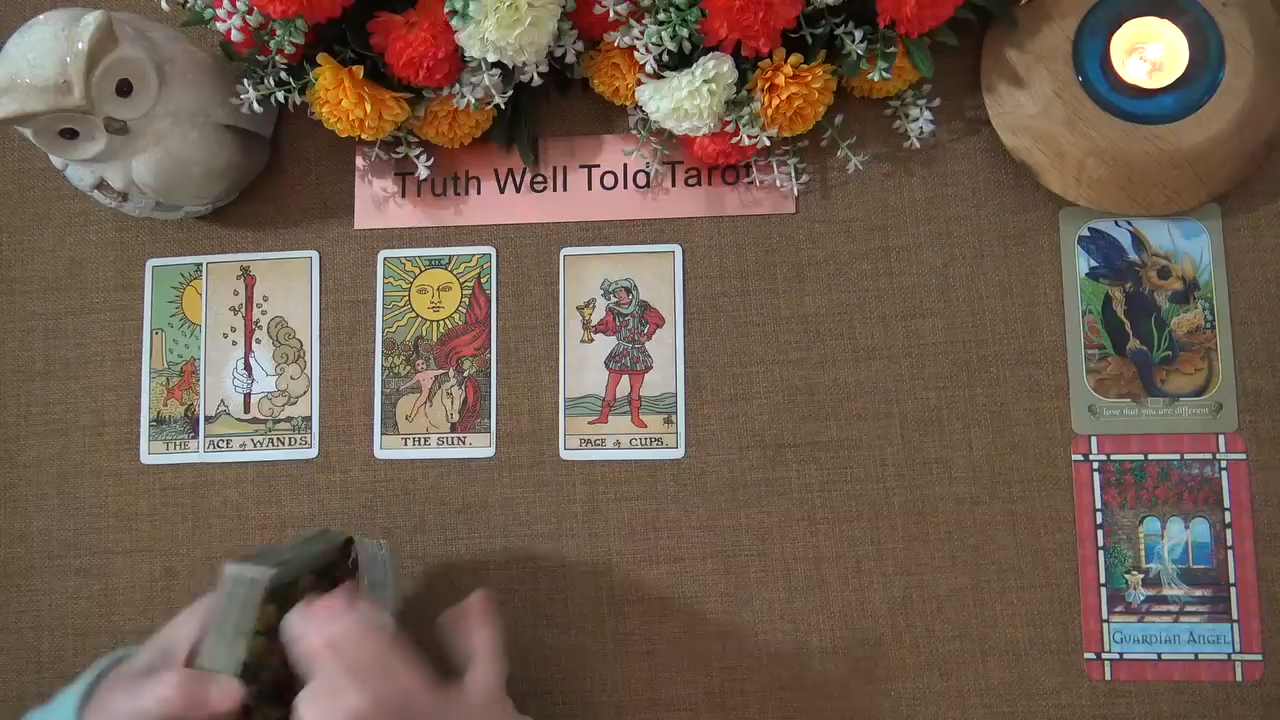 Truth Well Told Tarot
THE
ACE of WANDS.
XIX
THE SUN.
PAGE of CUPS.
love that you are different
GUARDIAN ANGEL